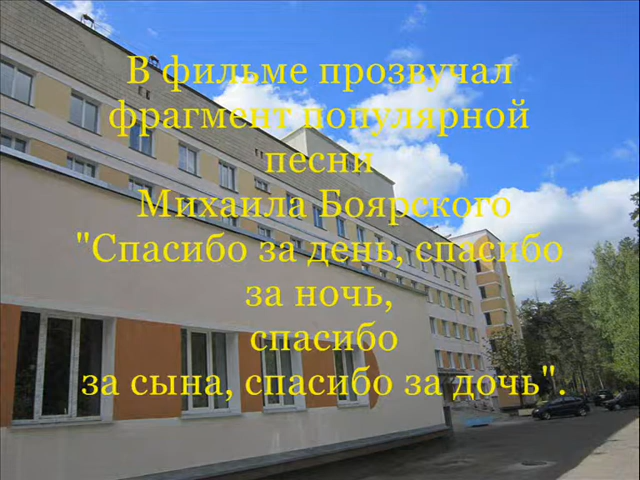 В фильме прозвучал
фрагмент популярной
песни
Михаила Боярского
"Спасибо за день, спасибо
за ночь,
спасибо
за сына, спасибо за дочь".